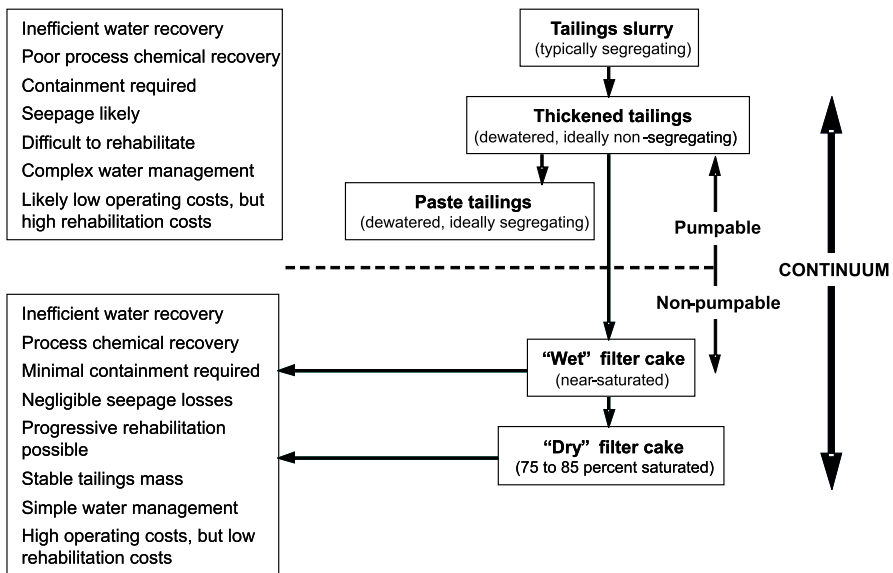 Inefficient water recovery
Poor process chemical recovery
Containment required
Seepage likely
Difficult to rehabilitate
Complex water management
Likely low operating costs, but
high rehabilitation costs
Tailings slurry
(typically segregating)
Thickened tailings
(dewatered, ideally non-segregating)
Paste tailings
(dewatered, ideally segregating)
Pumpable
CONTINUUM
Non-pumpable
Inefficient water recovery
Process chemical recovery
Minimal containment required
Negligible seepage losses
Progressive rehabilitation
possible
Stable tailings mass
Simple water management
High operating costs, but low
rehabilitation costs
“Wet” filter cake
(near-saturated)
“Dry” filter cake
(75 to 85 percent saturated)